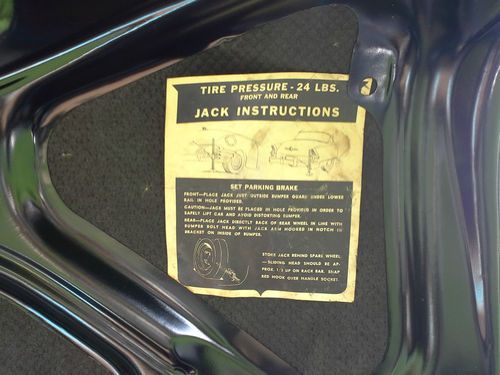 TIRE PRESSURE - 24 LBS.
FRONT AND REAR
JACK INSTRUCTIONS
SET PARKING BRAKE
FRONT—PLACE JACK JUST OUTSIDE BUMPER GUARD UNDER LOWER
RAIL IN HOLE PROVIDED.
CAUTION—JACK MUST BE PLACED IN HOLE PROVIDED IN ORDER TO
SAFELY LIFT CAR AND AVOID DISTORTING BUMPER.
REAR—PLACE JACK DIRECTLY BACK OF REAR WHEEL IN LINE WITH
BUMPER BOLT HEAD WITH JACK ARM HOOKED IN NOTCH IN
BRACKET ON INSIDE OF BUMPER.
STORE JACK BEHIND SPARE WHEEL
—SLIDING HEAD SHOULD BE AP-
PROX. 1/3 UP ON RACK BAR. STRAP
RED HOOK OVER HANDLE SOCKET.